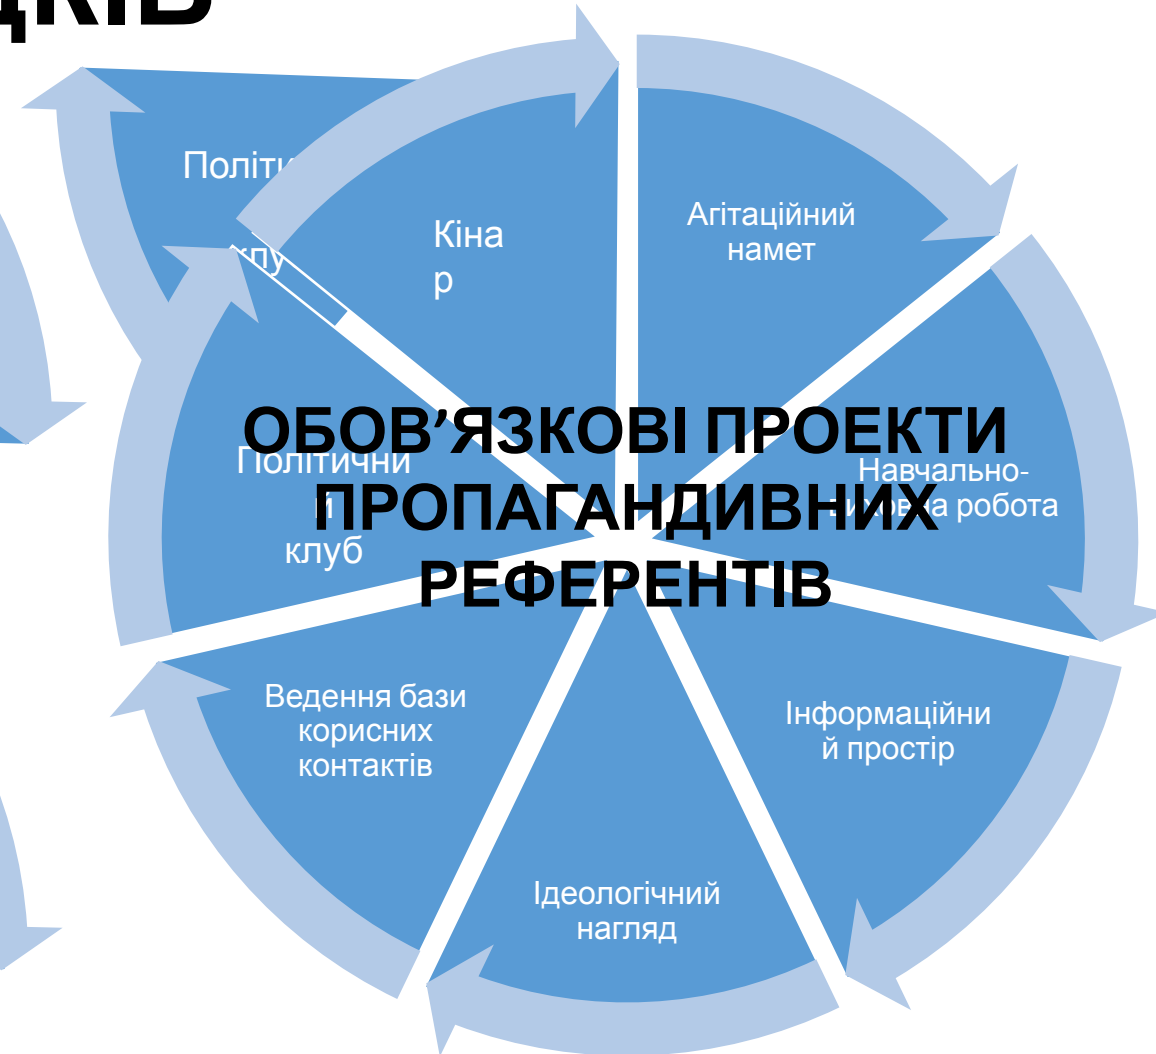 Кіна
р
Агітаційний
намет
ОБОВ’ЯЗКОВІ ПРОЕКТИ
ПРОПАГАНДИВНИХ
РЕФЕРЕНТІВ
Політични
й
клуб
Навчально-
виховна робота
Ведення бази
корисних
контактів
Інформаційни
й простір
Ідеологічний
нагляд